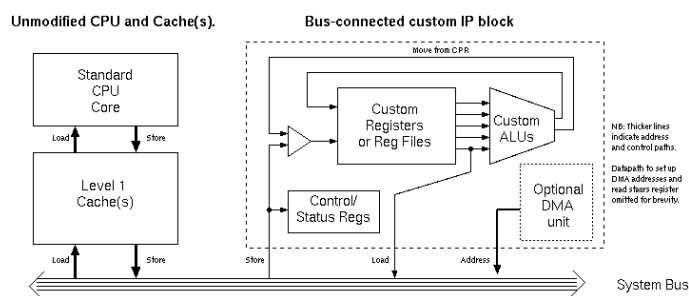 Unmodified CPU and Cache(s).
Bus-connected custom IP block
Move from CPR
Standard
CPU
Core
Load
Store
Level 1
Cache(s)
Load
Store
Custom
Registers
or Reg Files
Custom
ALUs
Control/
Status Regs
Optional
DMA
unit
Store
Load
Address
NB: Thicker lines
indicate address
and control paths.
Datapath to set up
DMA addresses and
read staurs register
omitted for brevity.
System Bus